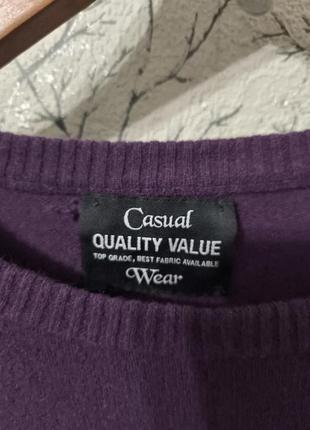 Casual
QUALITY VALUE
TOP GRADE, BEST FABRIC AVAILABLE
Wear